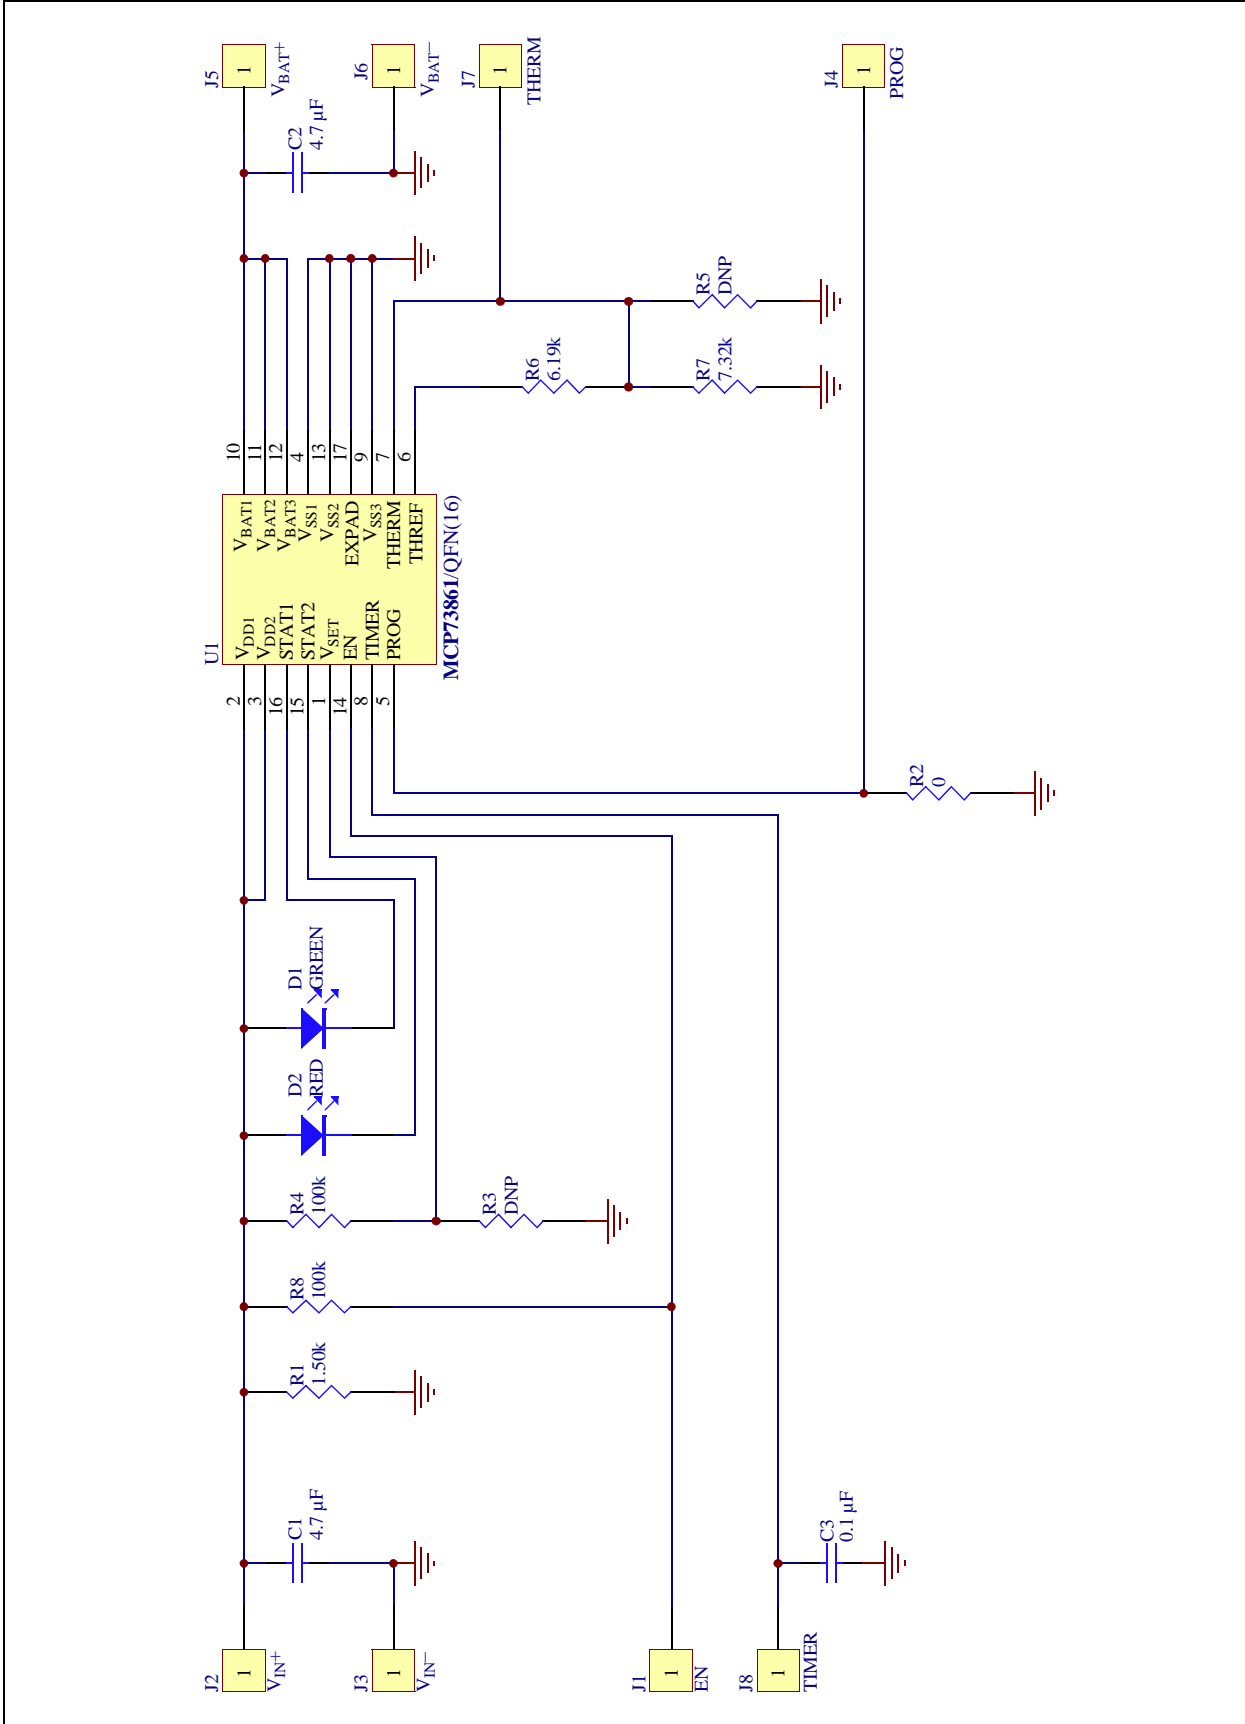 J2
1
VIN+
J3
1
VIN–
C1
4.7 µF
R1
1.50k
R8
100k
R4
100k
R3
DNP
D2
RED
D1
GREEN
J1
1
EN
J8
1
TIMER
C3
0.1 µF
R2
0
U1
2
VDD1
3
VDD2
16
STAT1
15
STAT2
1
VSET
14
EN
8
TIMER
5
PROG
VBAT1
10
VBAT2
11
VBAT3
12
VSS1
4
VSS2
13
EXPAD
17
VSS3
9
THERM
7
THREF
6
MCP73861/QFN(16)
R6
6.19k
R7
7.32k
R5
DNP
C2
4.7 µF
J5
1
VBAT+
J6
1
VBAT–
J7
1
THERM
J4
1
PROG